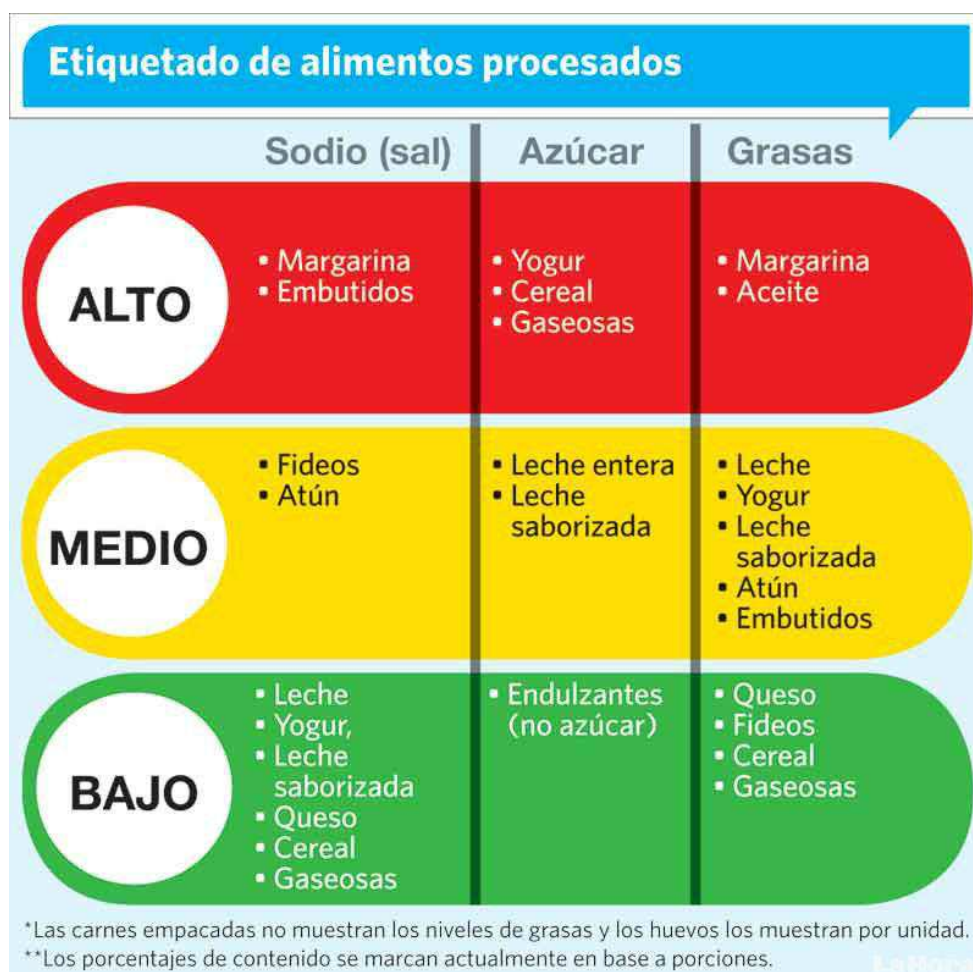 Etiquetado de alimentos procesados
Sodio (sal)
Azúcar
Grasas
ALTO
▪ Margarina
▪ Embutidos
▪ Yogur
▪ Cereal
▪ Gaseosas
▪ Margarina
▪ Aceite
MEDIO
▪ Fideos
▪ Atún
▪ Leche entera
▪ Leche
saborizada
▪ Leche
▪ Yogur
▪ Leche
saborizada
▪ Atún
▪ Embutidos
BAJO
▪ Leche
▪ Yogur,
▪ Leche
saborizada
▪ Queso
▪ Cereal
▪ Gaseosas
▪ Endulzantes
(no azúcar)
▪ Queso
▪ Fideos
▪ Cereal
▪ Gaseosas
*Las carnes empacadas no muestran los niveles de grasas y los huevos los muestran por unidad.
**Los porcentajes de contenido se marcan actualmente en base a porciones.